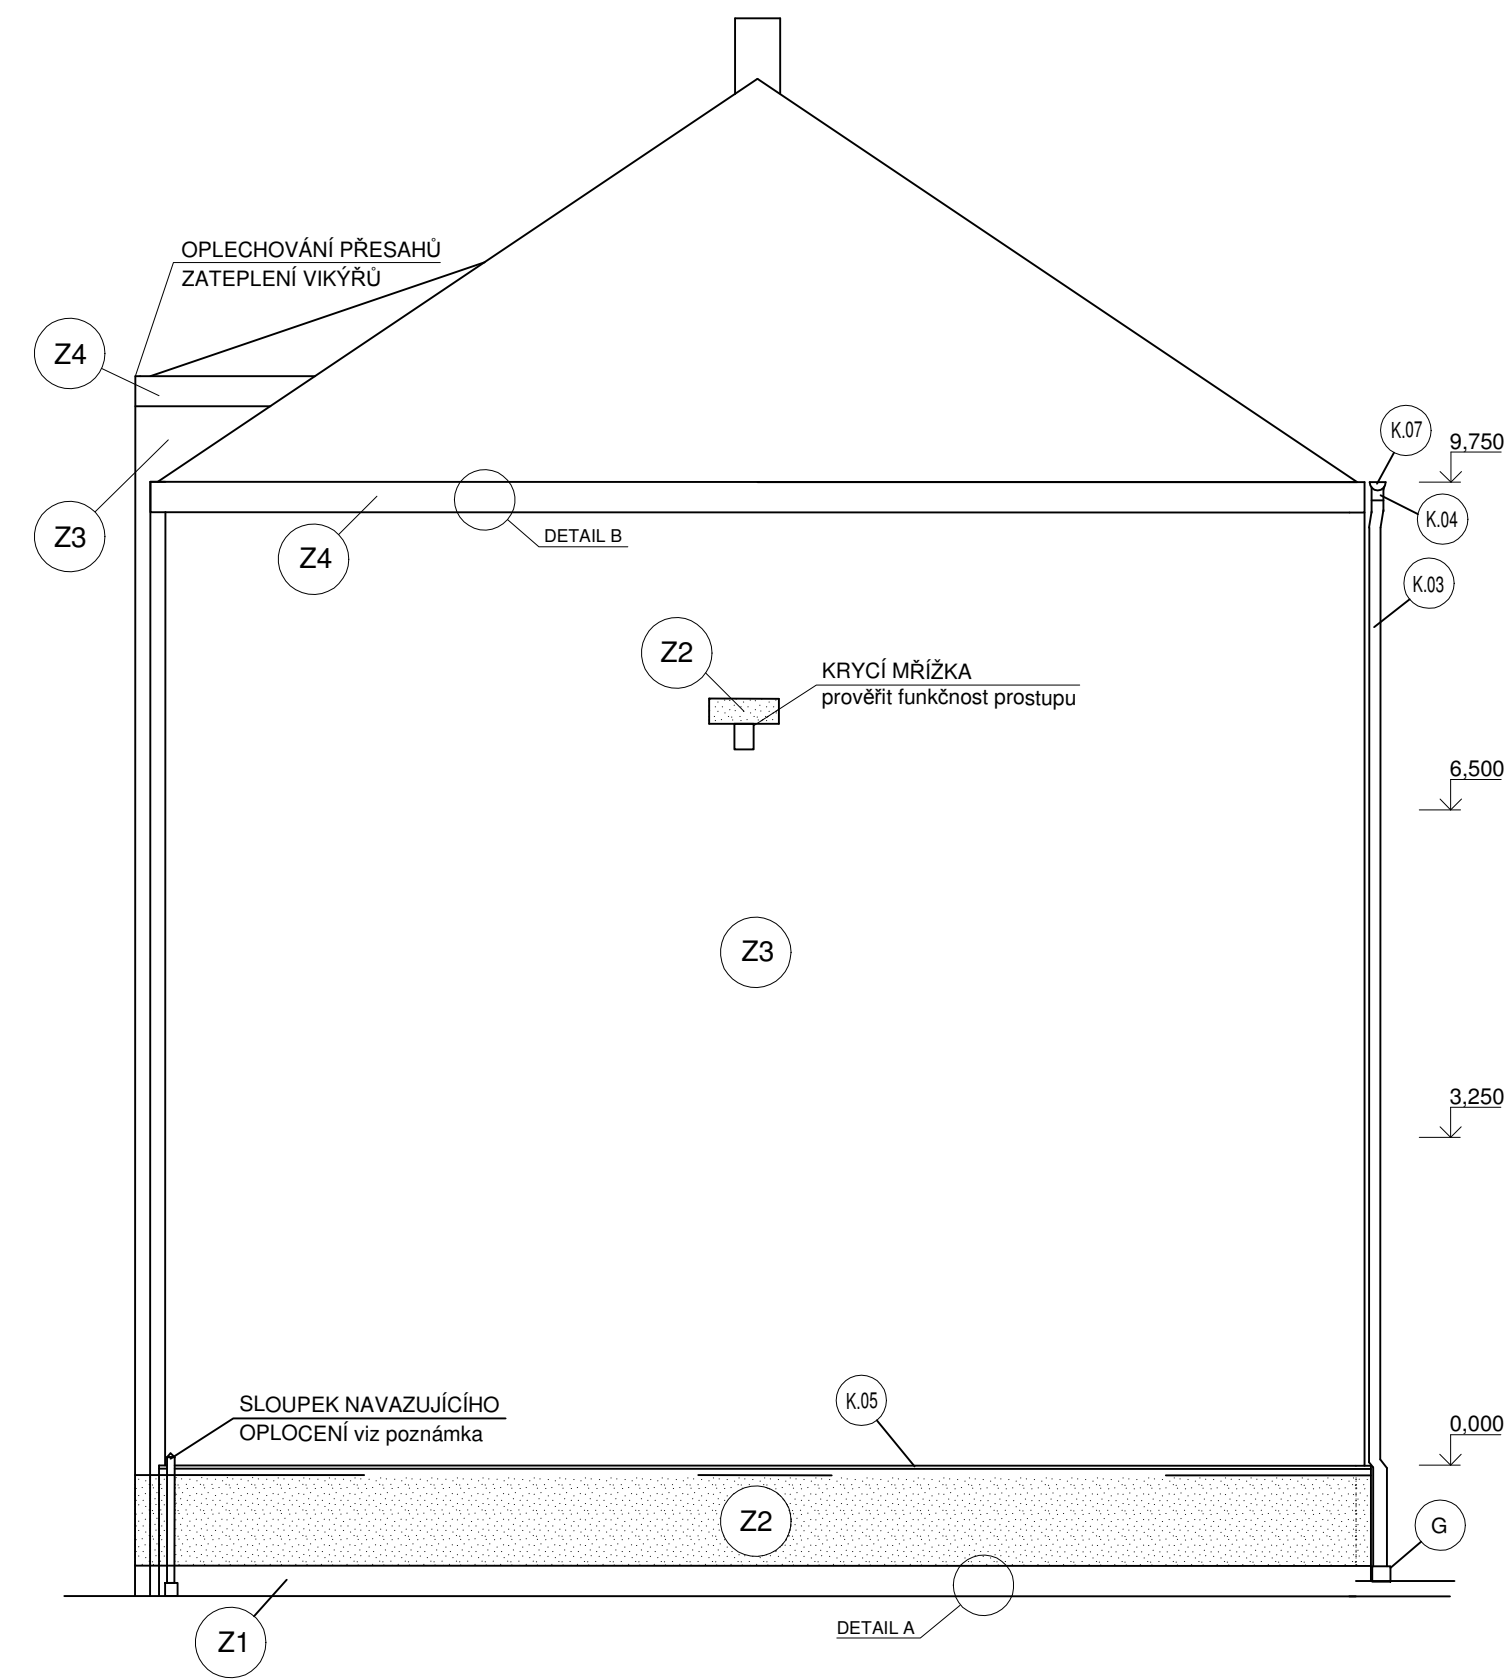 OPLECHOVÁNÍ PŘESAHŮ
ZATEPLENÍ VIKÝŘŮ
Z4
Z3
K.07
9,750
K.04
Z4
DETAIL B
K.03
Z2
KRYCÍ MŘÍŽKA
prověřit funkčnost prostupu
6,500
Z3
3,250
SLOUPEK NAVAZUJÍCÍHO
OPLOCENÍ viz poznámka
K.05
0,000
Z2
G
Z1
DETAIL A